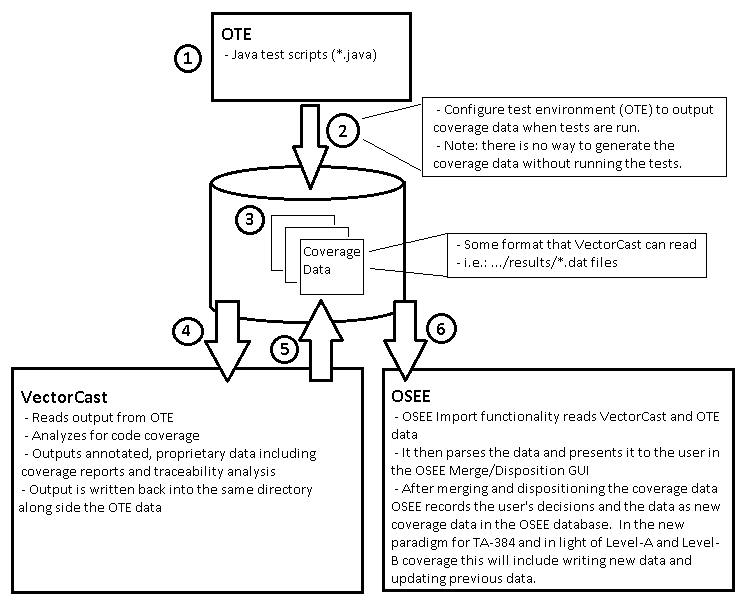 OTE
- Java test scripts (*.java)
1
2
- Configure test environment (OTE) to output
coverage data when tests are run.
- Note: there is no way to generate the
coverage data without running the tests.
3
Coverage
Data
- Some format that VectorCast can read
- i.e.: .../results/*.dat files
4
5
6
VectorCast
- Reads output from OTE
- Analyzes for code coverage
- Outputs annotated, proprietary data including
coverage reports and traceability analysis
- Output is written back into the same directory
along side the OTE data
OSEE
- OSEE Import functionality reads VectorCast and OTE
data
- It then parses the data and presents it to the user in
the OSEE Merge/Disposition GUI
- After merging and dispositioning the coverage data
OSEE records the user's decisions and the data as new
coverage data in the OSEE database.  In the new
paradigm for TA-384 and in light of Level-A and Level-
B coverage this will include writing new data and
updating previous data.